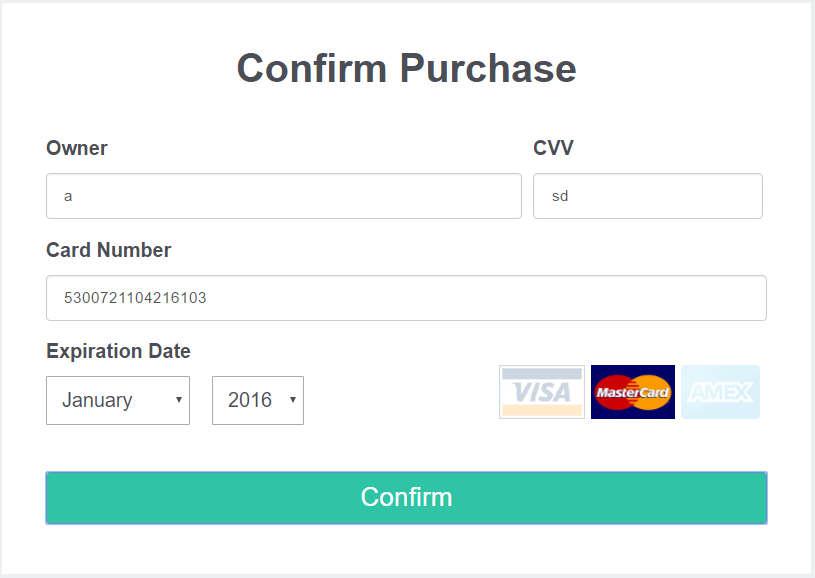 Confirm Purchase
Owner CVV
a sd
Card Number
5300721104216103
Expiration Date
January 2016 VISA MasterCard AMEX
Confirm